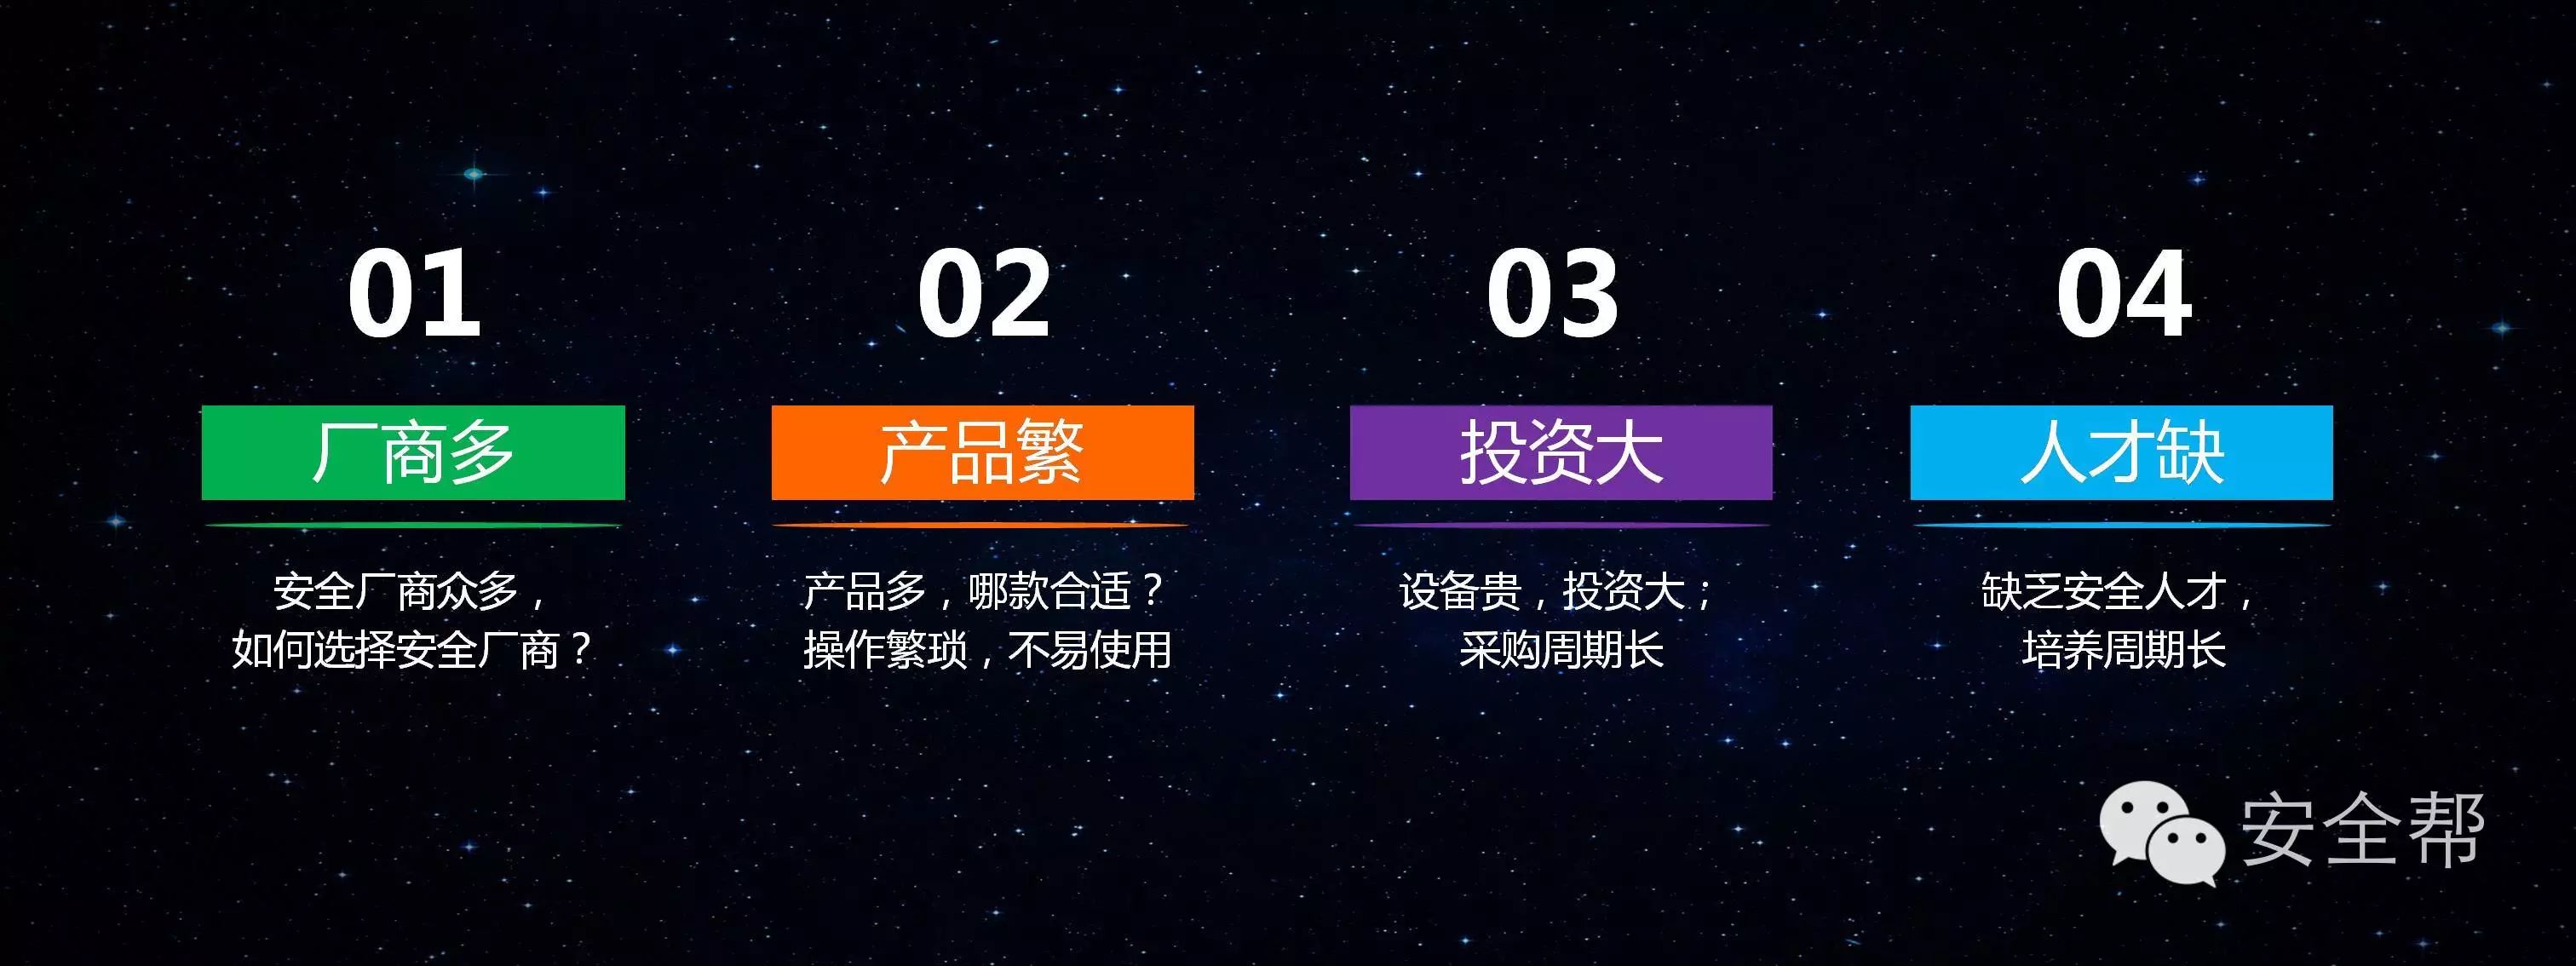 01
厂商多
安全厂商众多，
如何选择安全厂商？
02
产品繁
产品多，哪款合适？
操作繁琐，不易使用
03
投资大
设备贵，投资大；
采购周期长
04
人才缺
缺乏安全人才，
培养周期长
安全帮